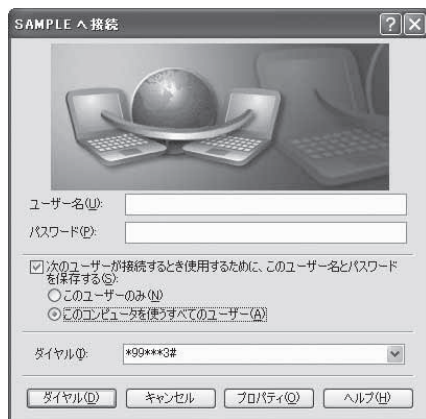 SAMPLE へ接続
ユーザー名(U):
パスワード(P):
次のユーザーが接続するとき使用するために、このユーザー名とパスワード
を保存する(S):
このユーザーのみ(N)
このコンピュータを使うすべてのユーザー(A)
ダイヤル(I): *99***3#
ダイヤル(D) キャンセル プロパティ(O) ヘルプ(H)